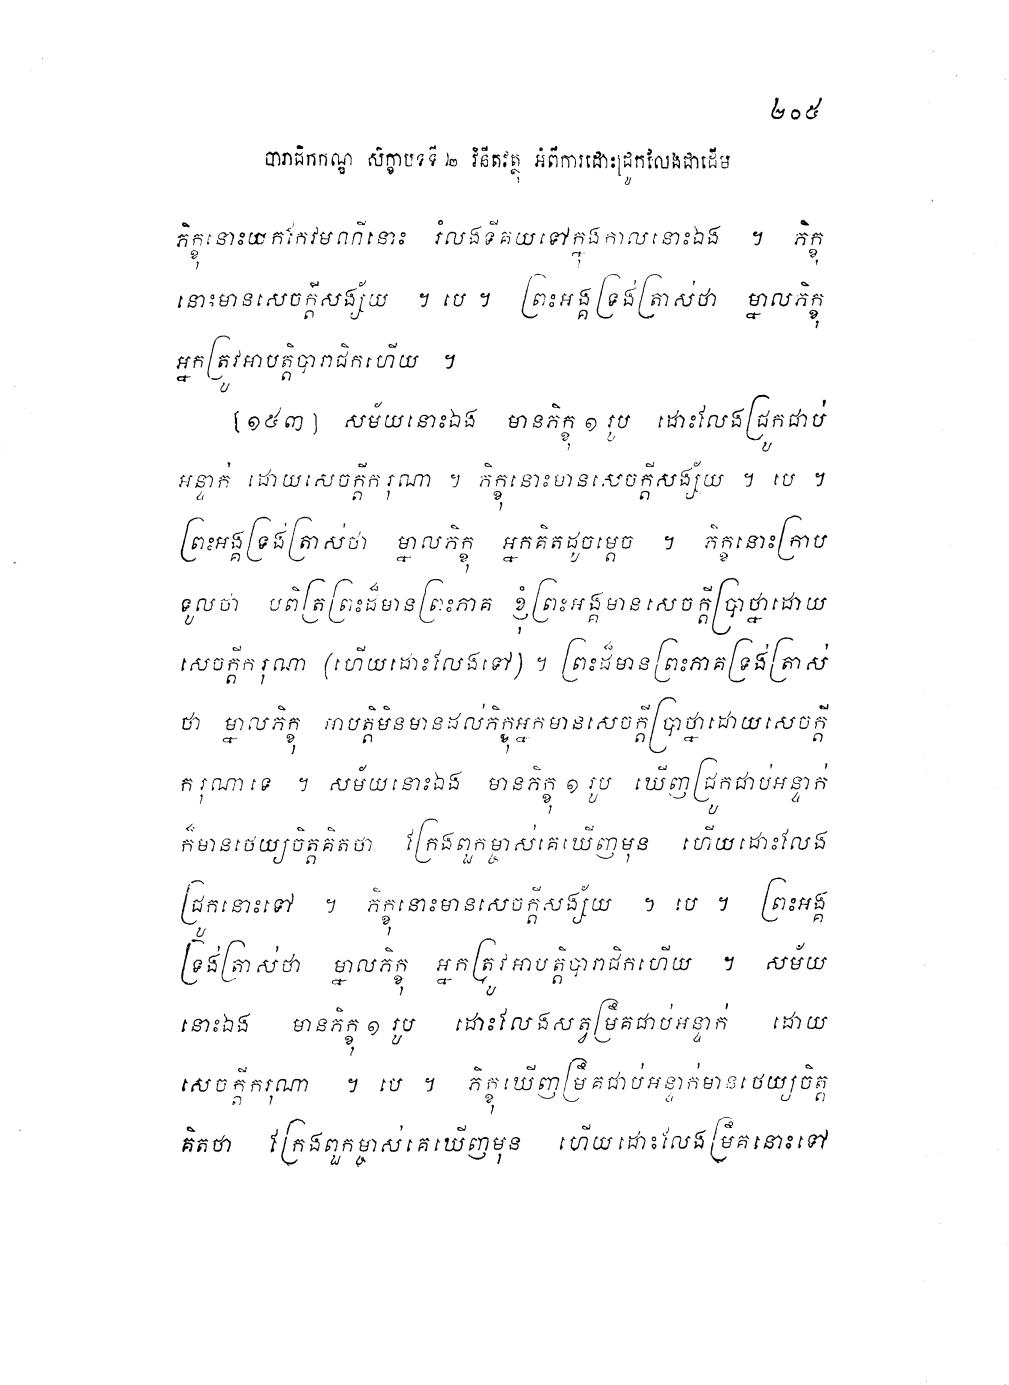 ២០៥
បារាជិកកណ្ឌ សិក្ខាបទទី ២ វិនីតវត្ថុ អំពីការដោះជ្រូកលែងជាដើម
ភិក្ខុនោះយកកែវមណីនោះ រំលងទីគយទៅក្នុងកាលនោះឯង ។ ភិក្ខុ
នោះមានសេចក្តីសង្ស័យ ។ បេ ។ ព្រះអង្គទ្រង់ត្រាស់ថា ម្នាលភិក្ខុ
អ្នកត្រូវអាបត្តិបារាជិកហើយ ។
[១៥៣] សម័យនោះឯង មានភិក្ខុ ១ រូប ដោះលែងជ្រូកជាប់
អន្ទាក់ ដោយសេចក្តីករុណា ។ ភិក្ខុនោះមានសេចក្តីសង្ស័យ ។ បេ ។
ព្រះអង្គទ្រង់ត្រាស់ថា ម្នាលភិក្ខុ អ្នកគិតដូចម្តេច ។ ភិក្ខុនោះក្រាប
ទូលថា បពិត្រព្រះដ៏មានព្រះភាគ ខ្ញុំព្រះអង្គមានសេចក្តីប្រាថ្នាដោយ
សេចក្តីករុណា (ហើយដោះលែងទៅ) ។ ព្រះដ៏មានព្រះភាគទ្រង់ត្រាស់
ថា ម្នាលភិក្ខុ អាបត្តិមិនមានដល់ភិក្ខុអ្នកមានសេចក្តីប្រាថ្នាដោយសេចក្តី
ករុណាទេ ។ សម័យនោះឯង មានភិក្ខុ ១ រូប ឃើញជ្រូកជាប់អន្ទាក់
ក៏មានថេយ្យចិត្តគិតថា ក្រែងពួកម្ចាស់គេឃើញមុន ហើយដោះលែង
ជ្រូកនោះទៅ ។ ភិក្ខុនោះមានសេចក្តីសង្ស័យ ។ បេ ។ ព្រះអង្គ
ទ្រង់ត្រាស់ថា ម្នាលភិក្ខុ អ្នកត្រូវអាបត្តិបារាជិកហើយ ។ សម័យ
នោះឯង មានភិក្ខុ ១ រូប ដោះលែងសត្វម្រឹគជាប់អន្ទាក់ ដោយ
សេចក្តីករុណា ។ បេ ។ ភិក្ខុឃើញម្រឹគជាប់អន្ទាក់មានថេយ្យចិត្ត
គិតថា ក្រែងពួកម្ចាស់គេឃើញមុន ហើយដោះលែងម្រឹគនោះទៅ